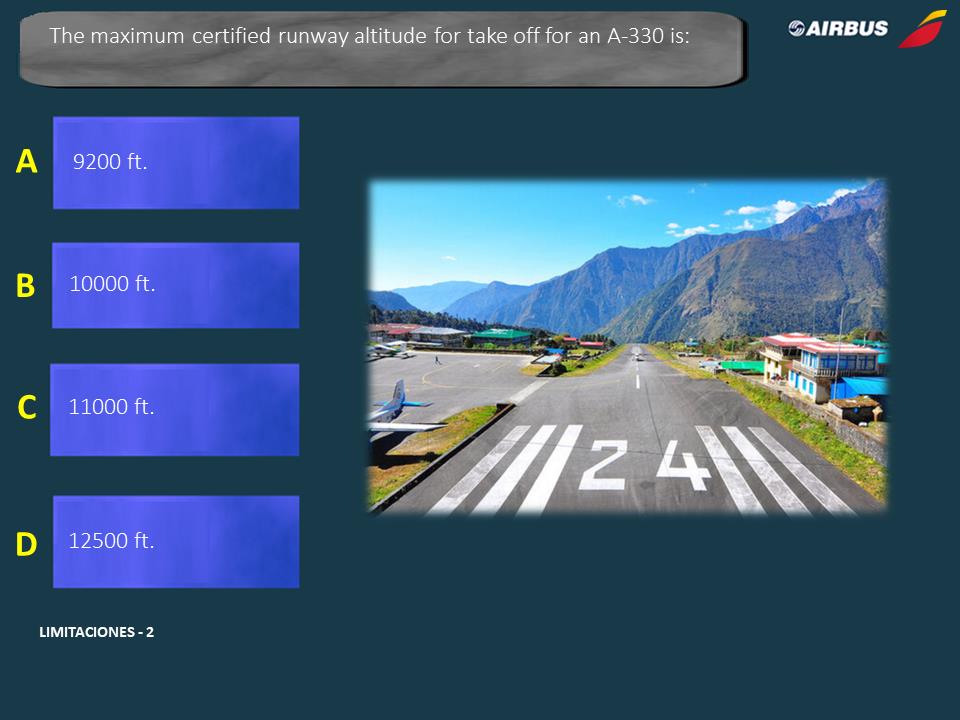 The maximum certified runway altitude for take off for an A-330 is:
AIRBUS
A
9200 ft.
B
10000 ft.
C
11000 ft.
D
12500 ft.
24
LIMITACIONES - 2